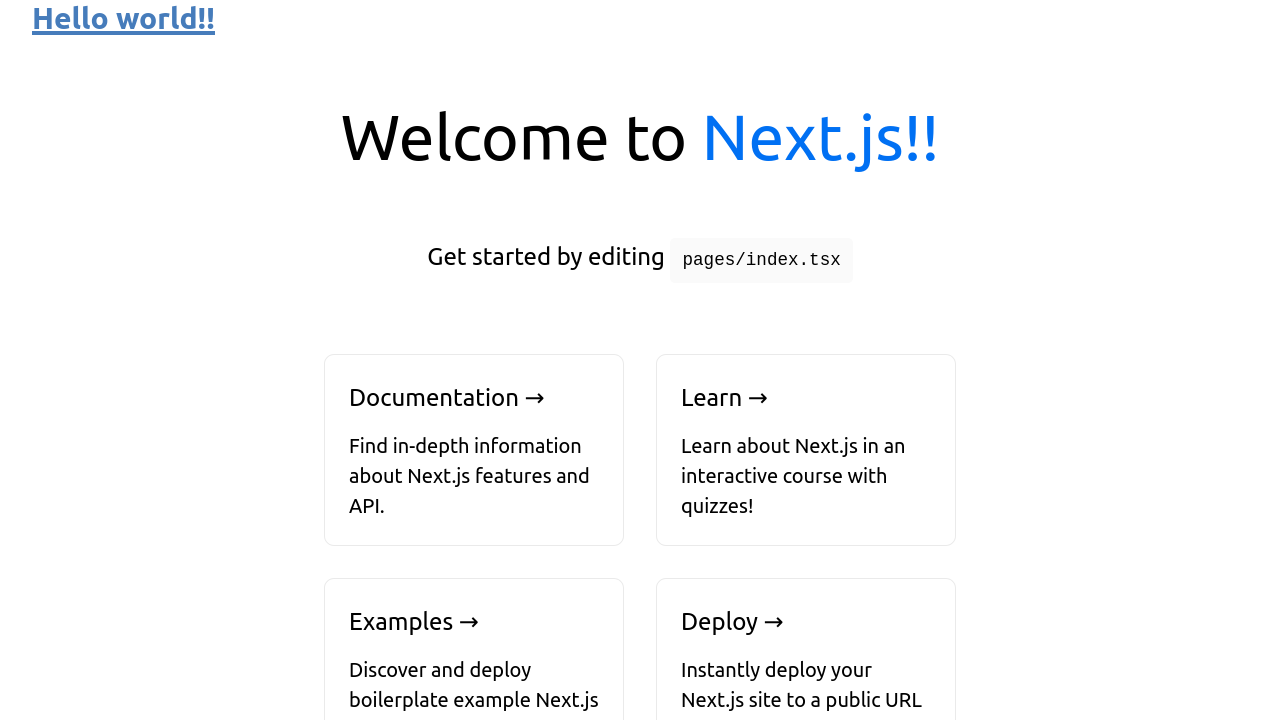 Hello world!!
Welcome to Next.js!!
Get started by editing pages/index.tsx
Documentation →
Find in-depth information
about Next.js features and
API.
Learn →
Learn about Next.js in an
interactive course with
quizzes!
Examples →
Discover and deploy
boilerplate example Next.js
Deploy →
Instantly deploy your
Next.js site to a public URL